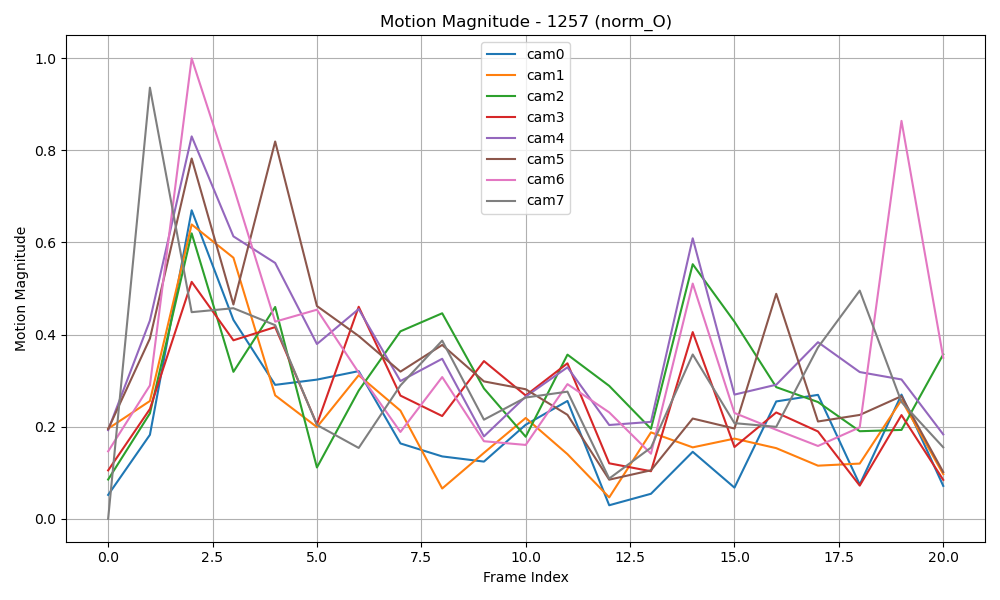 Motion Magnitude - 1257 (norm_O)
cam0
cam1
cam2
cam3
cam4
cam5
cam6
cam7
1.0
0.8
0.6
0.4
0.2
0.0
Motion Magnitude
0.0 2.5 5.0 7.5 10.0 12.5 15.0 17.5 20.0
Frame Index